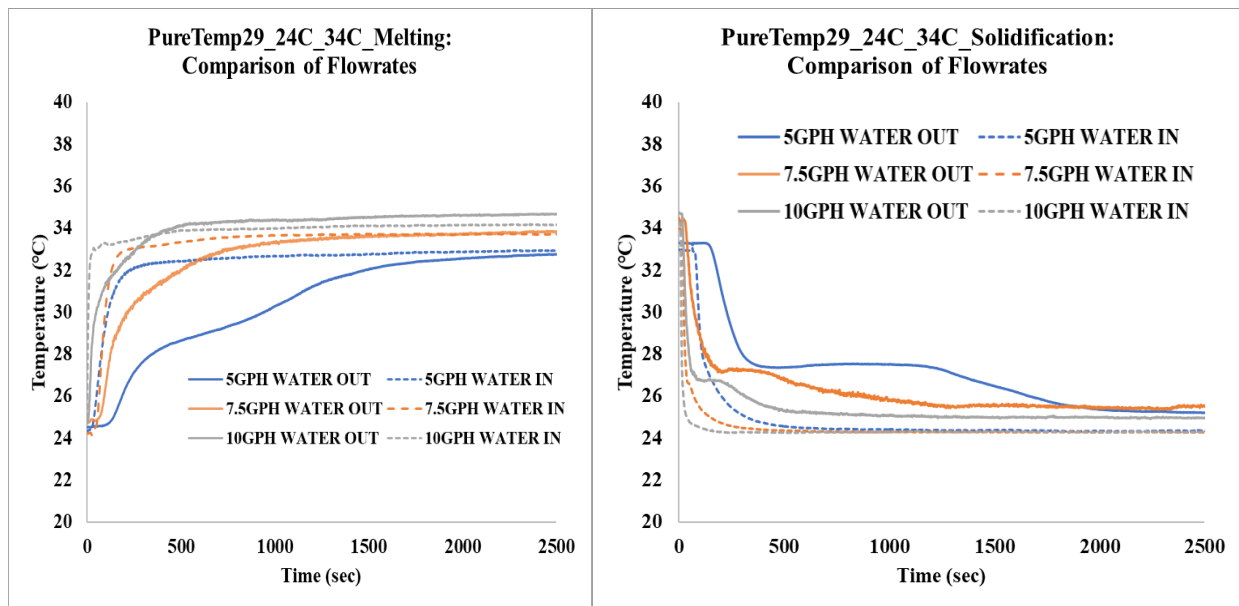 PureTemp29_24C_34C_Melting:
Comparison of Flowrates
40
38
36
34
32
30
28
26
24
22
20
Temperature (°C)
5GPH WATER OUT
5GPH WATER IN
7.5GPH WATER OUT
7.5GPH WATER IN
10GPH WATER OUT
10GPH WATER IN
0
500
1000
1500
2000
2500
Time (sec)
PureTemp29_24C_34C_Solidification:
Comparison of Flowrates
40
38
36
34
32
30
28
26
24
22
20
Temperature (°C)
5GPH WATER OUT
5GPH WATER IN
7.5GPH WATER OUT
7.5GPH WATER IN
10GPH WATER OUT
10GPH WATER IN
0
500
1000
1500
2000
2500
Time (sec)